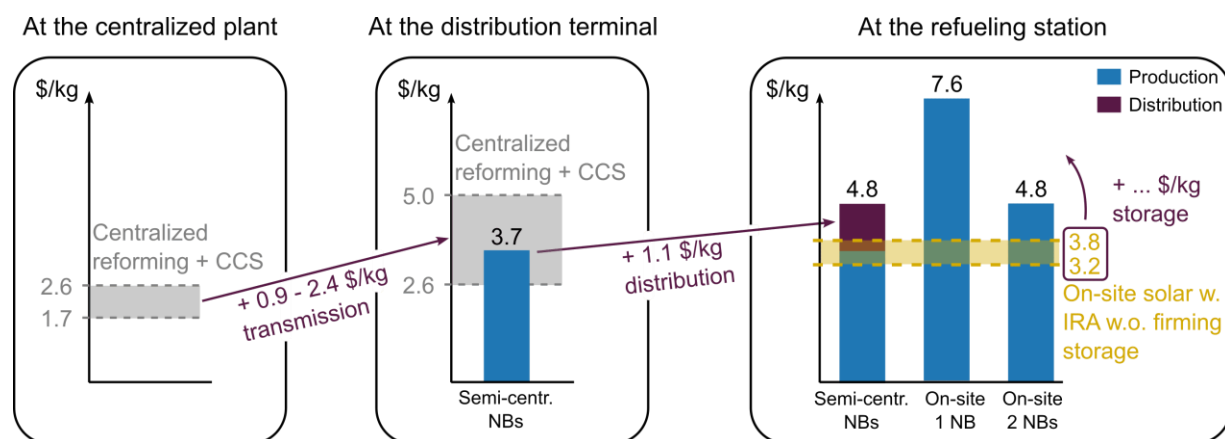 At the centralized plant
$/kg
Centralized
reforming + CCS
2.6
1.7
+ 0.9 - 2.4 $/kg
transmission
At the distribution terminal
$/kg
Centralized
reforming + CCS
5.0
3.7
2.6
Semi-centr.
NBs
+ 1.1 $/kg
distribution
At the refueling station
$/kg
Production
Distribution
4.8
7.6
4.8
+ ... $/kg
storage
3.8
3.2
On-site solar w.
IRA w.o. firming
storage
Semi-centr.
NBs
On-site
1 NB
On-site
2 NBs